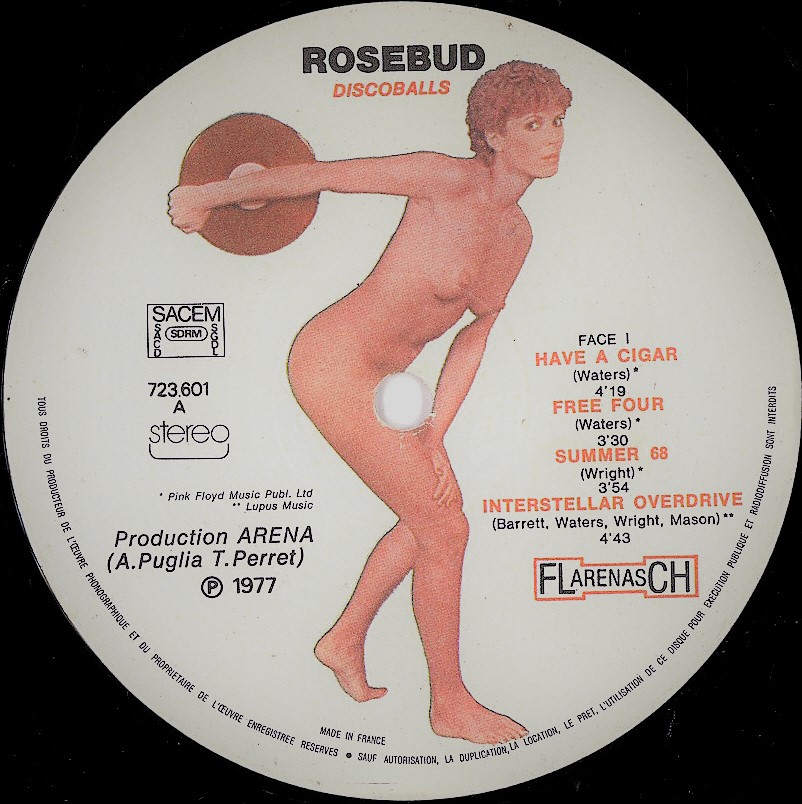 ROSEBUD
DISCOBALLS
SACEM
SACD
SDRM
SGDL
723.601
A
stereo
* Pink Floyd Music Publ. Ltd
** Lupus Music
Production ARENA
(A.Puglia T.Perret)
Ⓟ 1977
FACE I
HAVE A CIGAR
(Waters)*
4'19
FREE FOUR
(Waters)*
3'30
SUMMER 68
(Wright)*
3'54
INTERSTELLAR OVERDRIVE
(Barrett, Waters, Wright, Mason)**
4'43
FLARENASCH
MADE IN FRANCE
TOUS DROITS DU PRODUCTEUR DE L'ŒUVRE PHONOGRAPHIQUE ET DU PROPRIETAIRE DE L'ŒUVRE ENREGISTREE RESERVES ● SAUF AUTORISATION, LA DUPLICATION, LA LOCATION, LE PRET, L'UTILISATION DE CE DISQUE POUR EXECUTION PUBLIQUE ET RADIODIFFUSION SONT INTERDITS